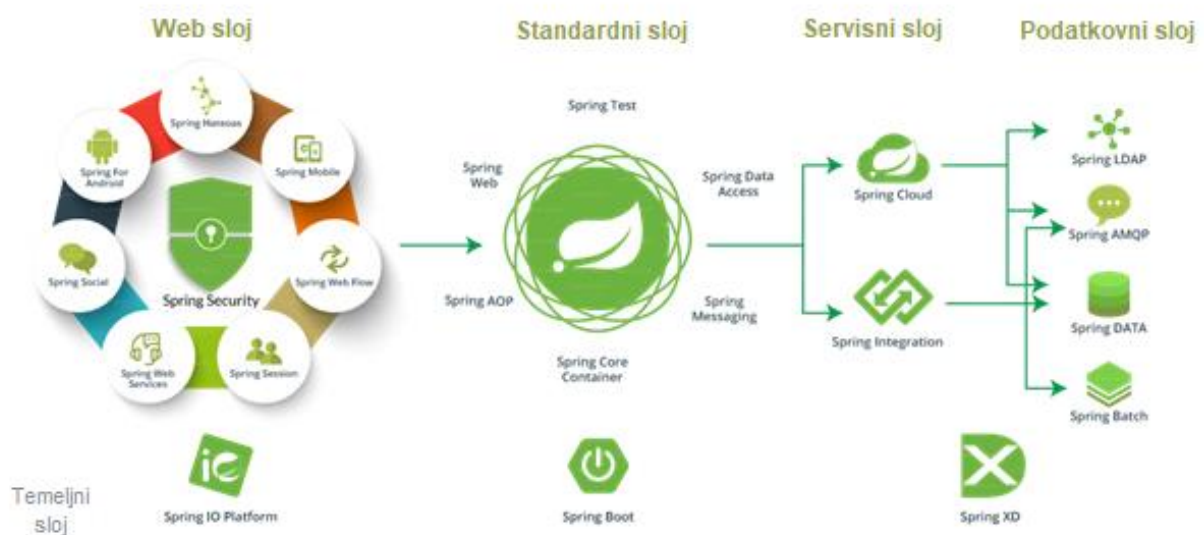 Web sloj
Standardni sloj
Servisni sloj
Podatkovni sloj
Spring Hateoas
Spring For
Android
Spring Mobile
Spring Social
Spring Security
Spring Web Flow
Spring Web
Services
Spring Session
Spring Test
Spring
Web
Spring Data
Access
Spring AOP
Spring
Messaging
Spring Core
Container
Spring Cloud
Spring Integration
Spring LDAP
Spring AMQP
Spring DATA
Spring Batch
Temeljni
sloj
Spring IO Platform
Spring Boot
Spring XD